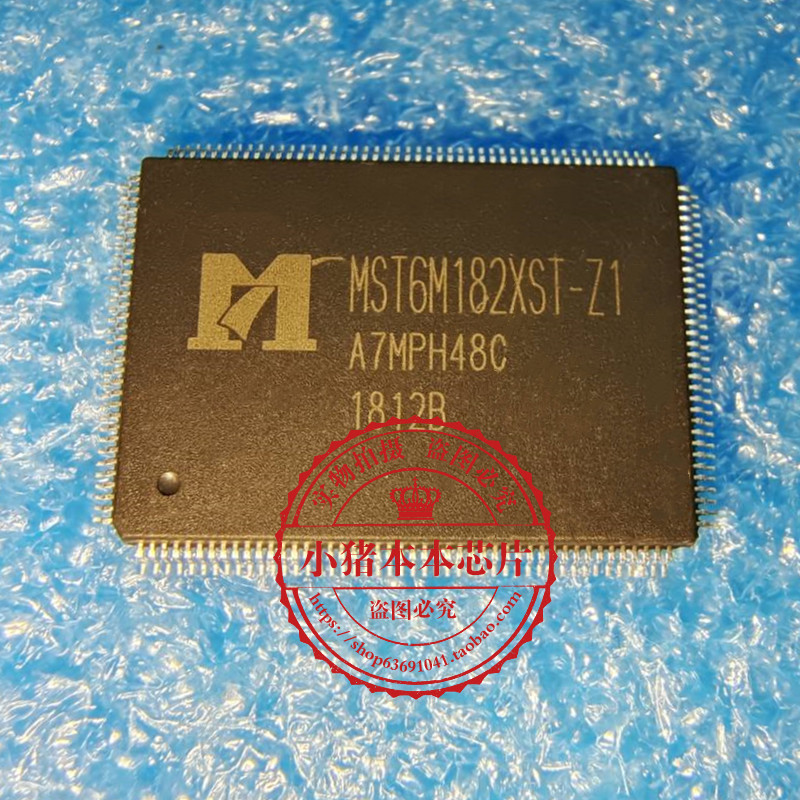 MST6M182XST-Z1
A7MPH48C
1812B
实物拍摄 盗图必究
小猪本本芯片
盗图必究
https://shop63691041.taobao.com